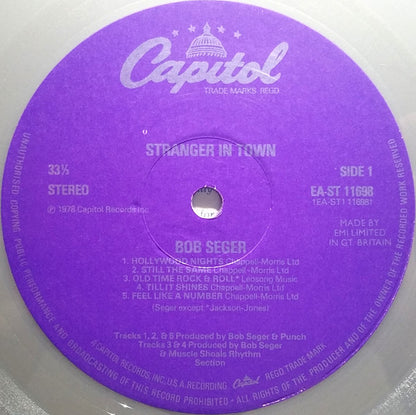 Capitol
TRADE MARKS REGD
STRANGER IN TOWN
33⅓
STEREO
SIDE 1
EA-ST 11698
(1EA-ST1 11698)
℗ 1978 Capitol Records Inc.
MADE BY
EMI LIMITED
IN GT. BRITAIN
BOB SEGER
1. HOLLYWOOD NIGHTS Chappell-Morris Ltd
2. STILL THE SAME Chappell-Morris Ltd
3. OLD TIME ROCK & ROLL* Leosong Music
4. TILL IT SHINES Chappell-Morris Ltd
5. FEEL LIKE A NUMBER Chappell-Morris Ltd
(Seger except *Jackson-Jones)
Tracks 1, 2, & 5 Produced by Bob Seger & Punch
Tracks 3 & 4 Produced by Bob Seger
& Muscle Shoals Rhythm
Section
Capitol
ALL RIGHTS OF THE PRODUCER AND OF THE OWNER OF THE RECORDED WORK RESERVED
UNAUTHORISED COPYING PUBLIC PERFORMANCE AND BROADCASTING OF THIS RECORD PROHIBITED
CAPITOL RECORDS, INC., U.S.A. RECORDING
REGD TRADE MARK